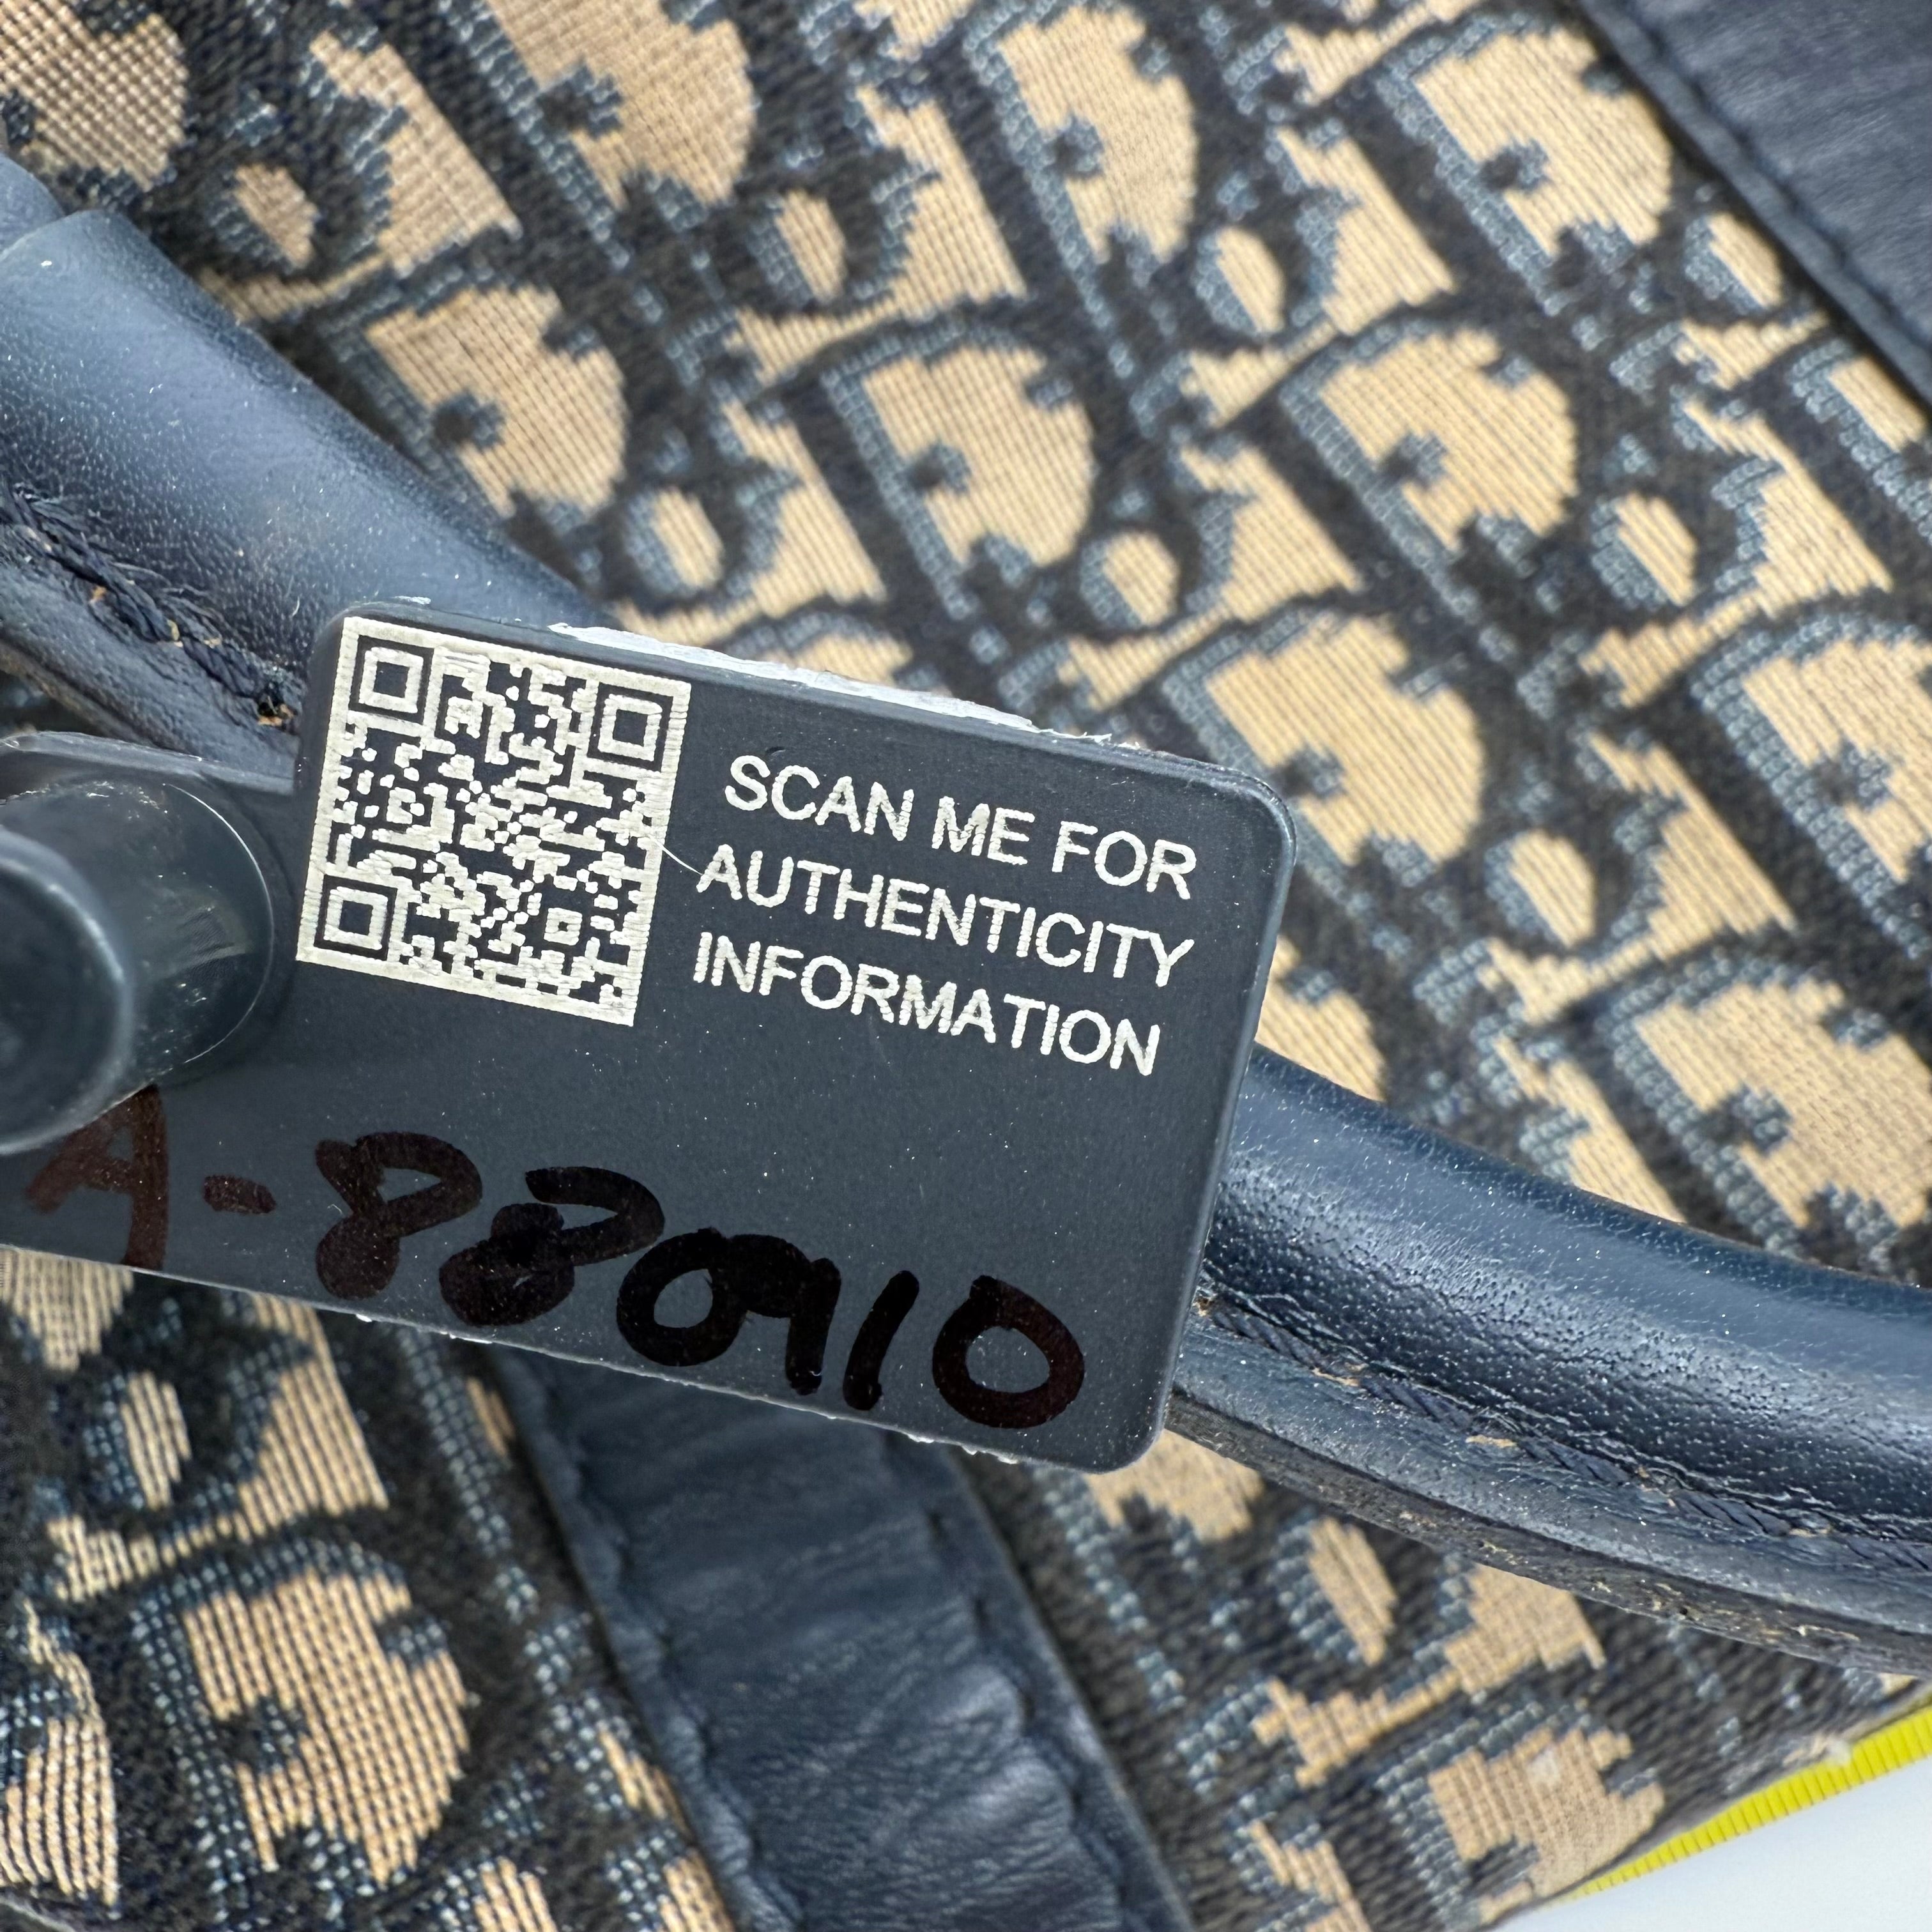 SCAN ME FOR
AUTHENTICITY
INFORMATION
A-880910